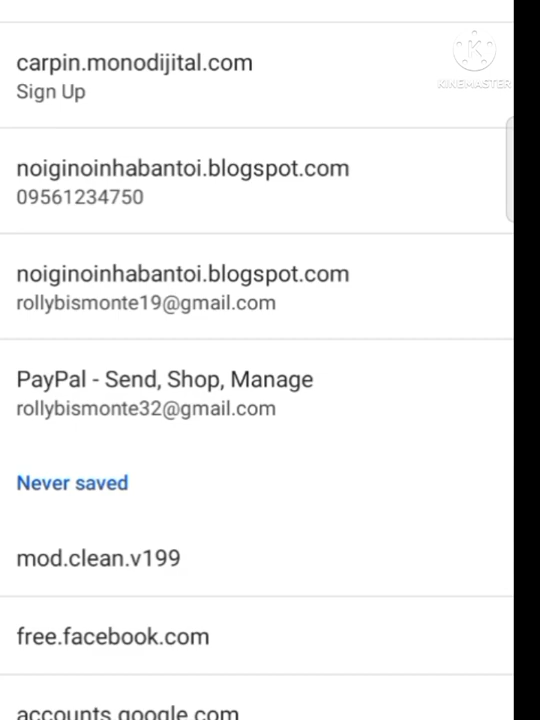 carpin.monodijital.com
Sign Up
KINEMASTER
noiginoinhabantoi.blogspot.com
09561234750
noiginoinhabantoi.blogspot.com
rollybismonte19@gmail.com
PayPal - Send, Shop, Manage
rollybismonte32@gmail.com
Never saved
mod.clean.v199
free.facebook.com
accounts.google.com